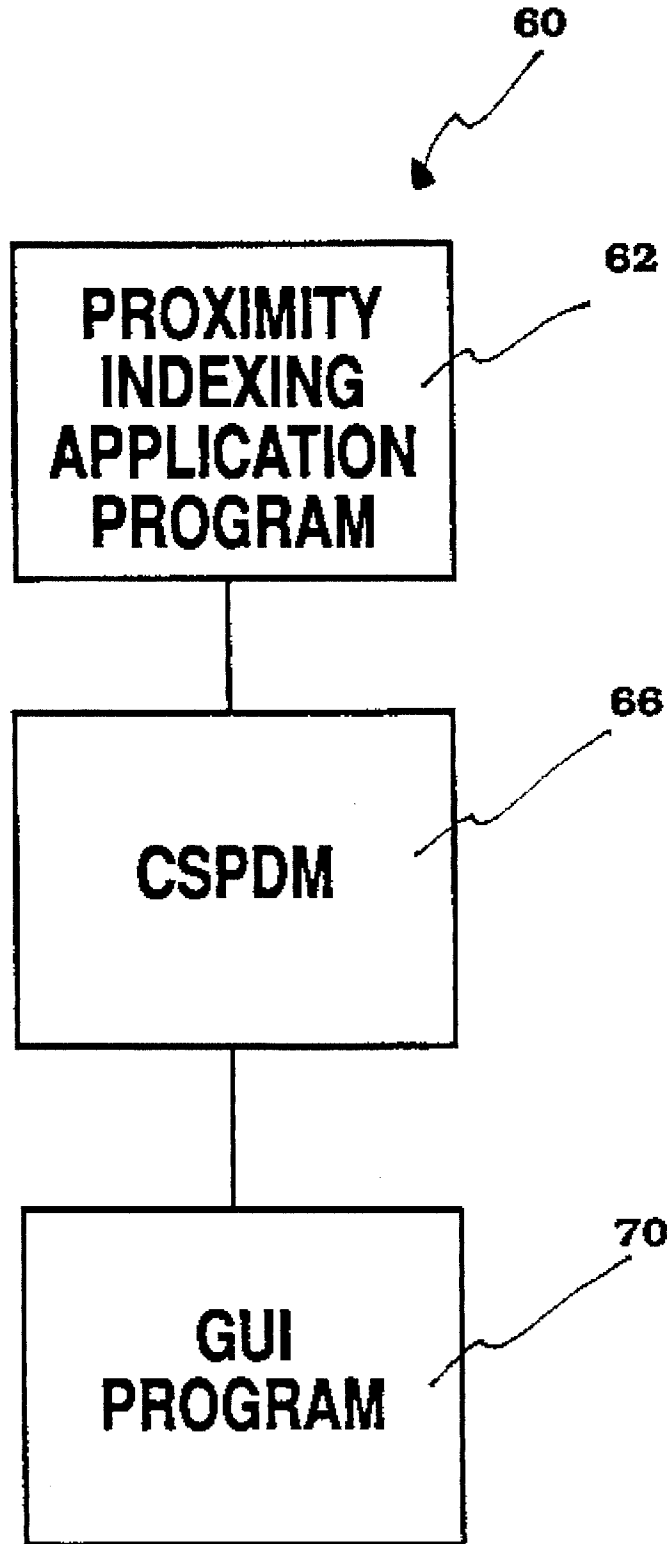 60
62
PROXIMITY
INDEXING
APPLICATION
PROGRAM
66
CSPDM
70
GUI
PROGRAM